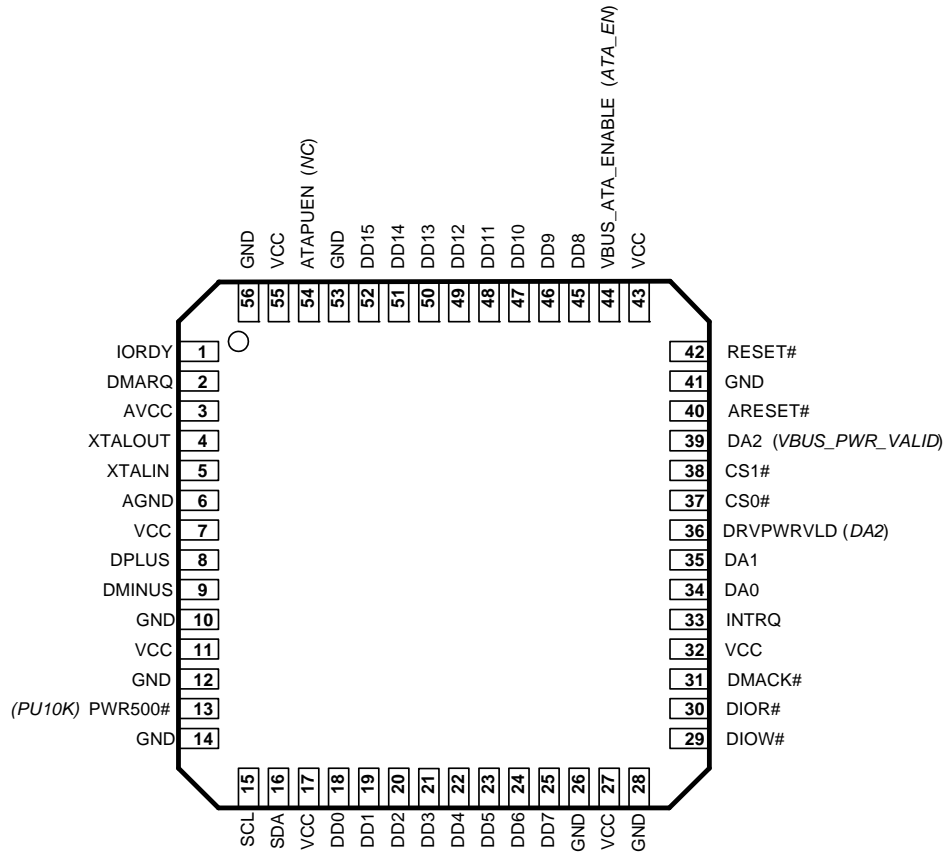 GND
VCC
ATAPUEN (NC)
GND
DD15
DD14
DD13
DD12
DD11
DD10
DD9
DD8
VBUS_ATA_ENABLE (ATA_EN)
VCC
56
55
54
53
52
51
50
49
48
47
46
45
44
43
IORDY 1
DMARQ 2
AVCC 3
XTALOUT 4
XTALIN 5
AGND 6
VCC 7
DPLUS 8
DMINUS 9
GND 10
VCC 11
GND 12
(PU10K) PWR500# 13
GND 14
42 RESET#
41 GND
40 ARESET#
39 DA2 (VBUS_PWR_VALID)
38 CS1#
37 CS0#
36 DRVPWRVLD (DA2)
35 DA1
34 DA0
33 INTRQ
32 VCC
31 DMACK#
30 DIOR#
29 DIOW#
15
16
17
18
19
20
21
22
23
24
25
26
27
28
SCL
SDA
VCC
DD0
DD1
DD2
DD3
DD4
DD5
DD6
DD7
GND
VCC
GND